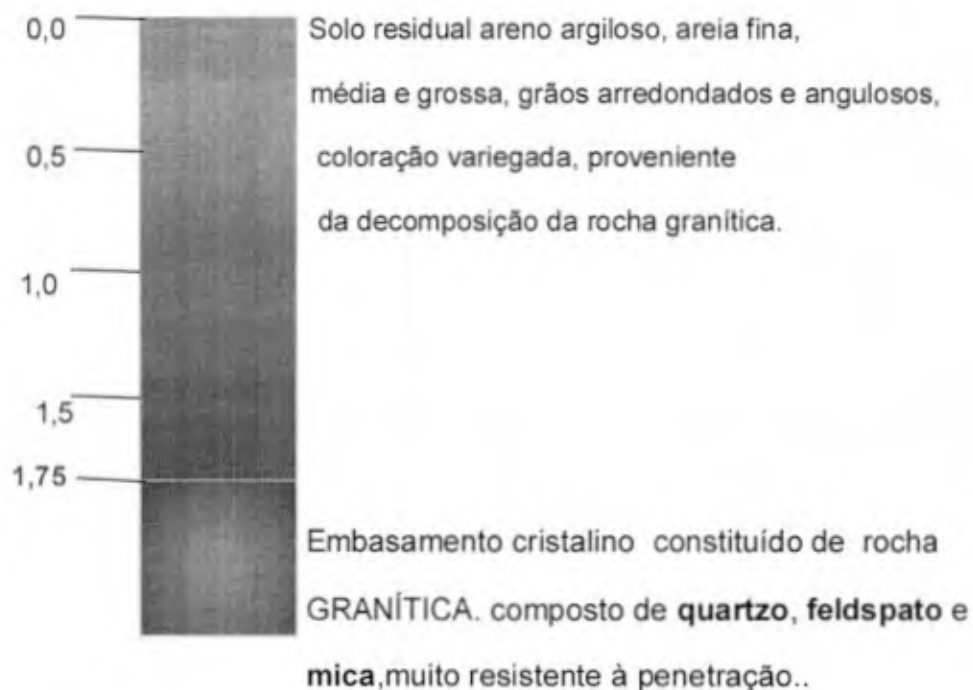 0,0
Solo residual areno argiloso, areia fina,
média e grossa, grãos arredondados e angulosos,
0,5
coloração variegada, proveniente
da decomposição da rocha granítica.
1,0
1,5
1,75
Embasamento cristalino constituído de rocha
GRANÍTICA. composto de quartzo, feldspato e
mica,muito resistente à penetração..